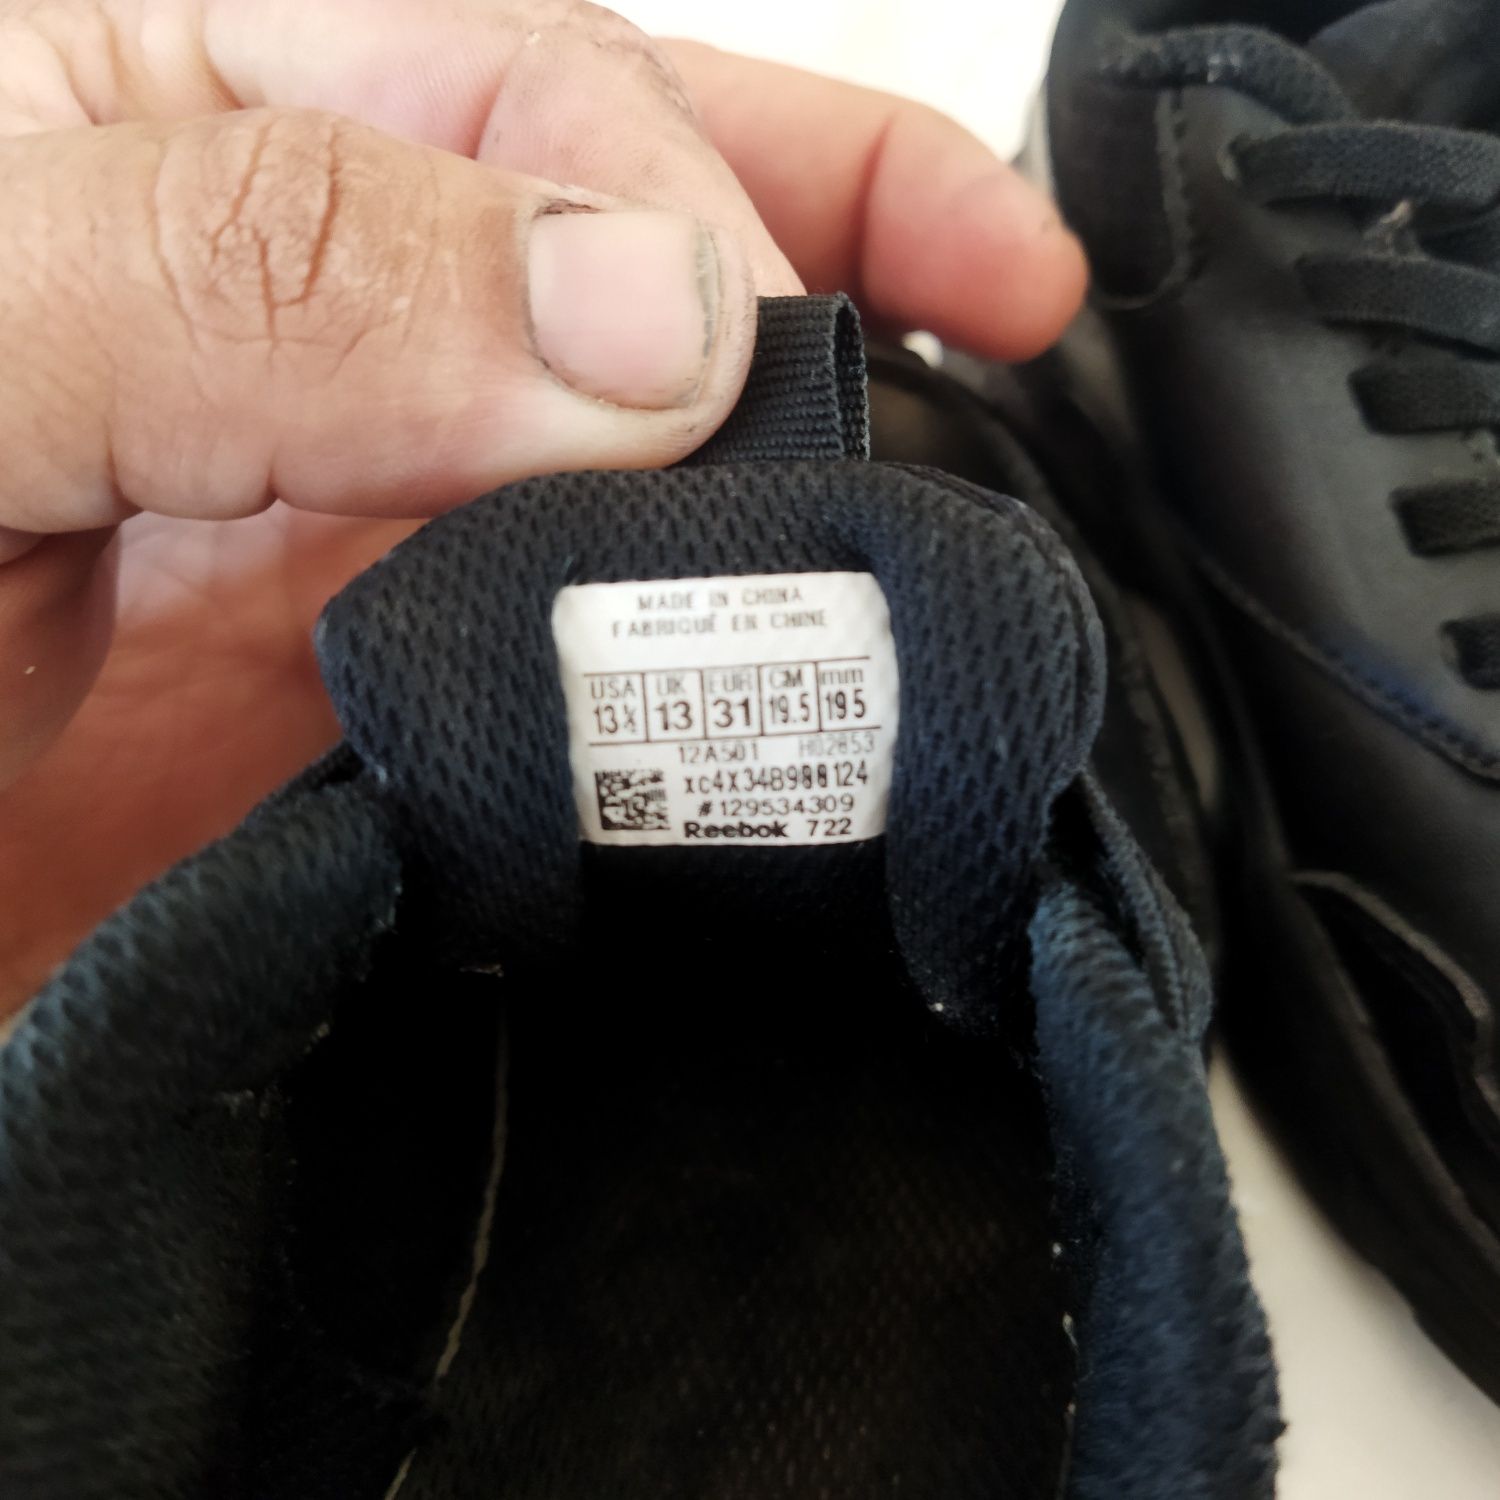 MADE IN CHINA
FABRIQUÉ EN CHINE
USA UK EUR CM mm
13½ 13 31 19.5 195
12A501 H02853
#129534309
Reebok 722